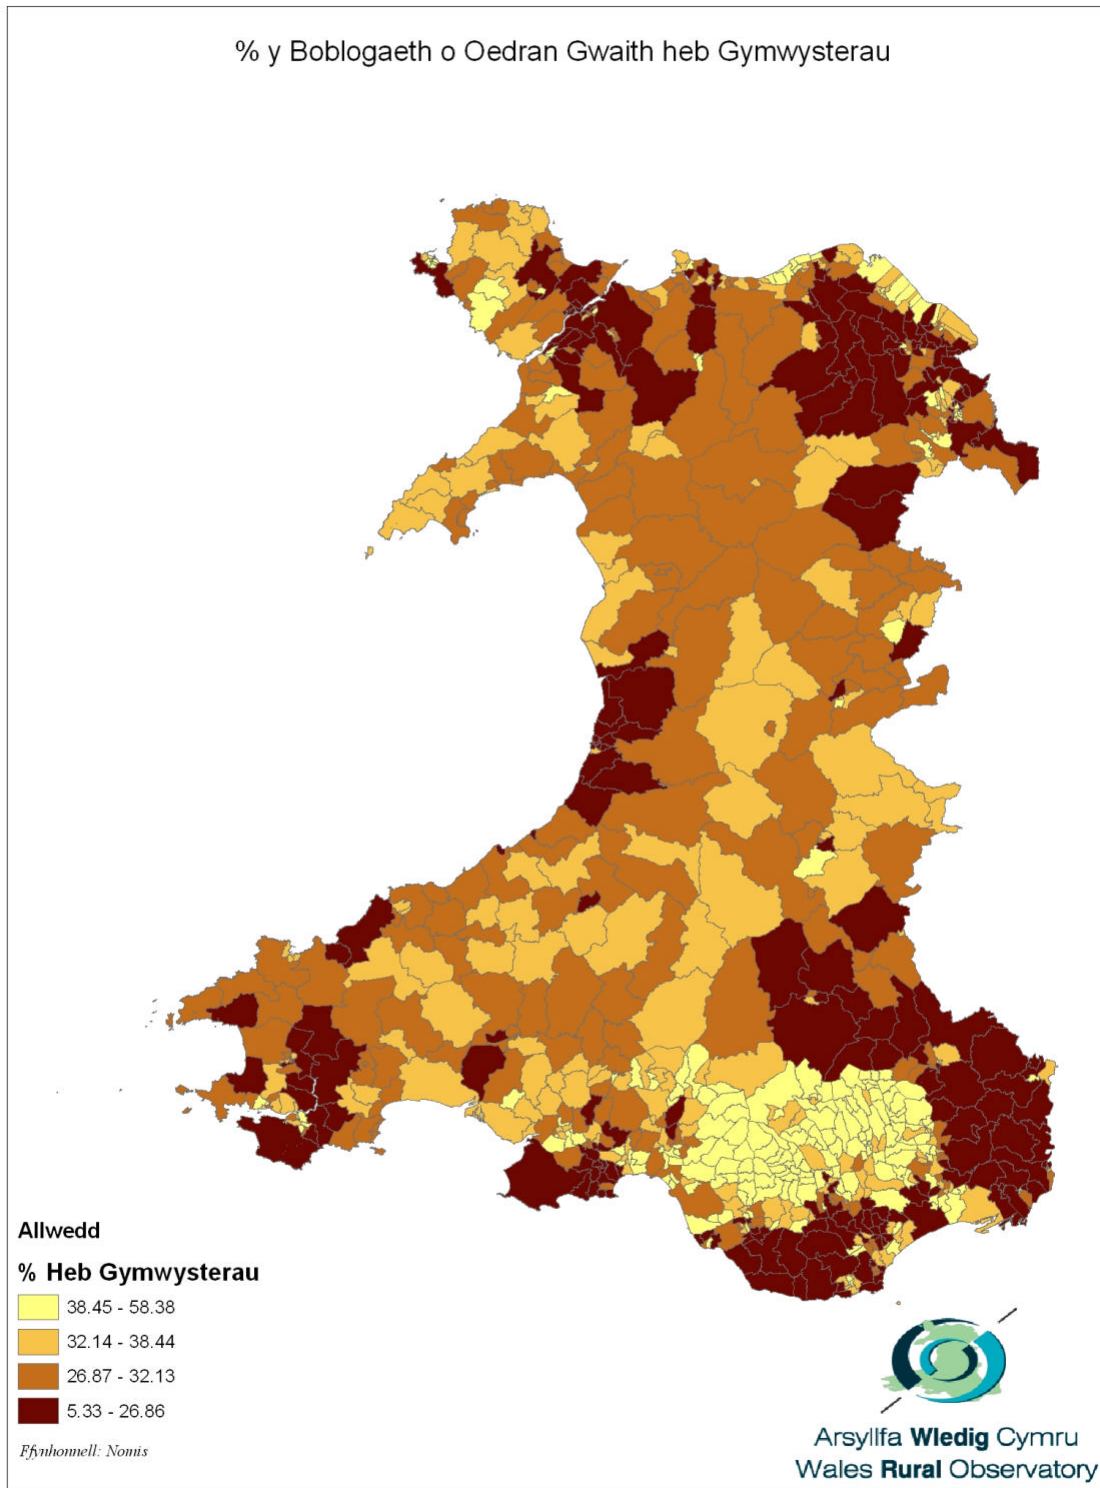 % y Boblogaeth o Oedran Gwaith heb Gymwysterau
Allwedd
% Heb Gymwysterau
38.45 - 58.38
32.14 - 38.44
26.87 - 32.13
5.33 - 26.86
Ffynhonnell: Nomis
Arsyllfa Wledig Cymru
Wales Rural Observatory